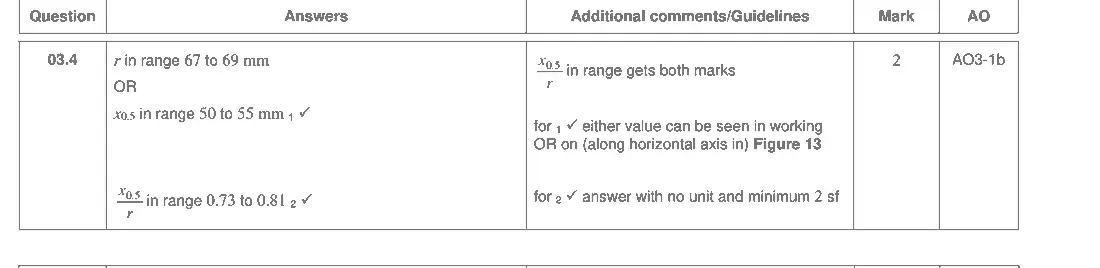 Question Answers Additional comments/Guidelines Mark AO
03.4 r in range 67 to 69 mm x0.5/r in range gets both marks 2 AO3-1b
OR
x0.5 in range 50 to 55 mm 1 ✓
for 1 ✓ either value can be seen in working
OR on (along horizontal axis in) Figure 13
x0.5/r in range 0.73 to 0.81 2 ✓ for 2 ✓ answer with no unit and minimum 2 sf